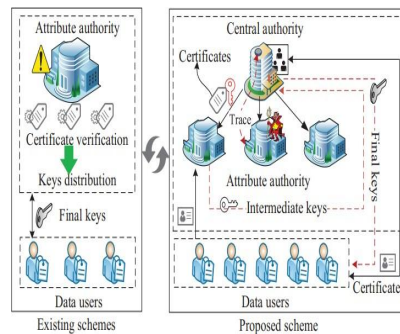 Attribute authority
Certificate verification
Keys distribution
Final keys
Data users
Existing schemes
Central authority
Certificates
Trace
Attribute authority
Intermediate keys
Final keys
Data users
Certificate
Proposed scheme